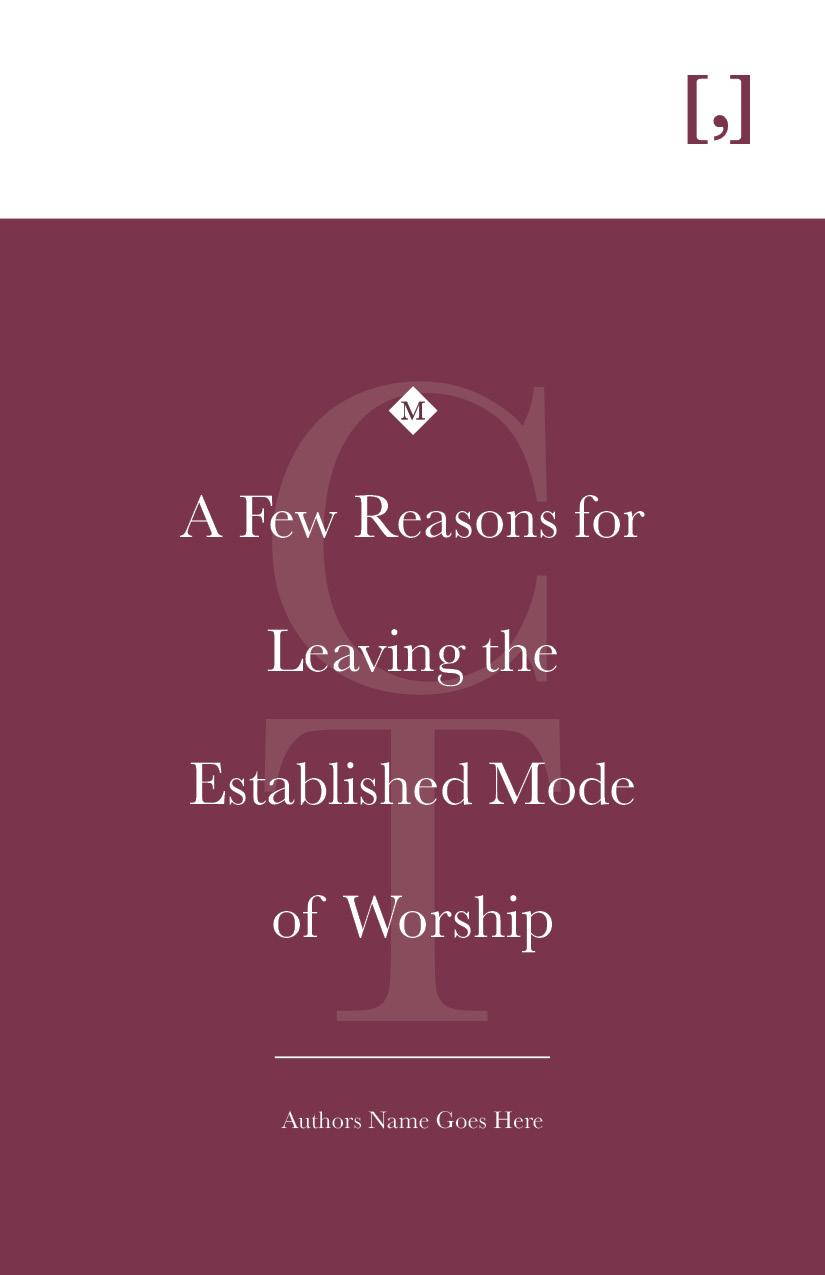 [,]
M
A Few Reasons for
Leaving the
Established Mode
of Worship
C
T
Authors Name Goes Here